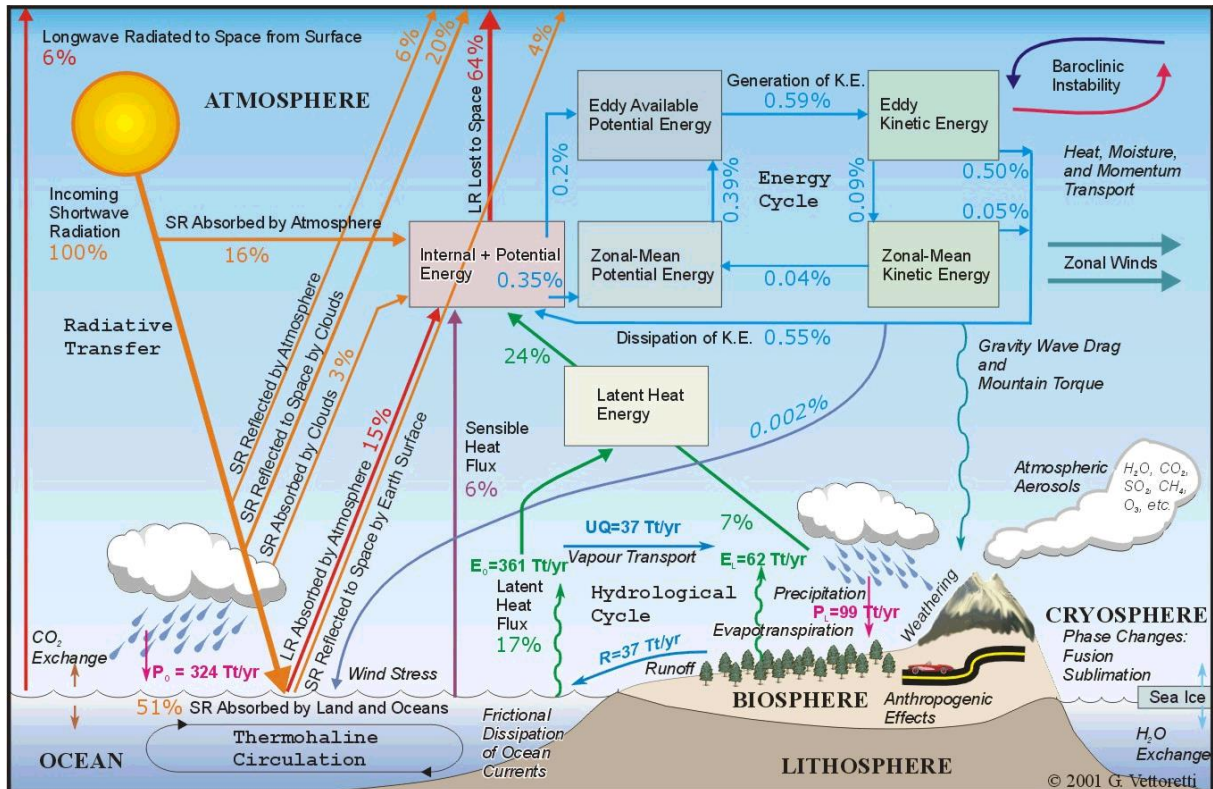 Longwave Radiated to Space from Surface
6%
ATMOSPHERE
Incoming
Shortwave
Radiation
100%
SR Absorbed by Atmosphere
16%
Radiative
Transfer
SR Reflected by Atmosphere
6%
SR Reflected to Space by Clouds
20%
SR Absorbed by Clouds
3%
LR Absorbed by Atmosphere
15%
SR Reflected to Space by Earth Surface
4%
LR Lost to Space
64%
Internal + Potential
Energy
0.2%
0.35%
Eddy Available
Potential Energy
Generation of K.E.
0.59%
Eddy
Kinetic Energy
Baroclinic
Instability
0.39%
Energy
Cycle
0.09%
0.50%
0.05%
Heat, Moisture,
and Momentum
Transport
Zonal-Mean
Potential Energy
0.04%
Zonal-Mean
Kinetic Energy
Zonal Winds
Dissipation of K.E.
0.55%
24%
Latent Heat
Energy
0.002%
Gravity Wave Drag
and
Mountain Torque
Sensible
Heat
Flux
6%
Atmospheric
Aerosols
H₂O, CO₂,
SO₂, CH₄,
O₃, etc.
UQ=37 Tt/yr
Vapour Transport
7%
E₀=361 Tt/yr
Latent
Heat
Flux
17%
E_L=62 Tt/yr
Hydrological
Cycle
Precipitation
P_L=99 Tt/yr
Evapotranspiration
Weathering
R=37 Tt/yr
Runoff
CO₂
Exchange
P₀ = 324 Tt/yr
Wind Stress
51%
SR Absorbed by Land and Oceans
Thermohaline
Circulation
OCEAN
Frictional
Dissipation
of Ocean
Currents
BIOSPHERE
Anthropogenic
Effects
LITHOSPHERE
CRYOSPHERE
Phase Changes:
Fusion
Sublimation
Sea Ice
H₂O
Exchange
© 2001 G. Vettoretti